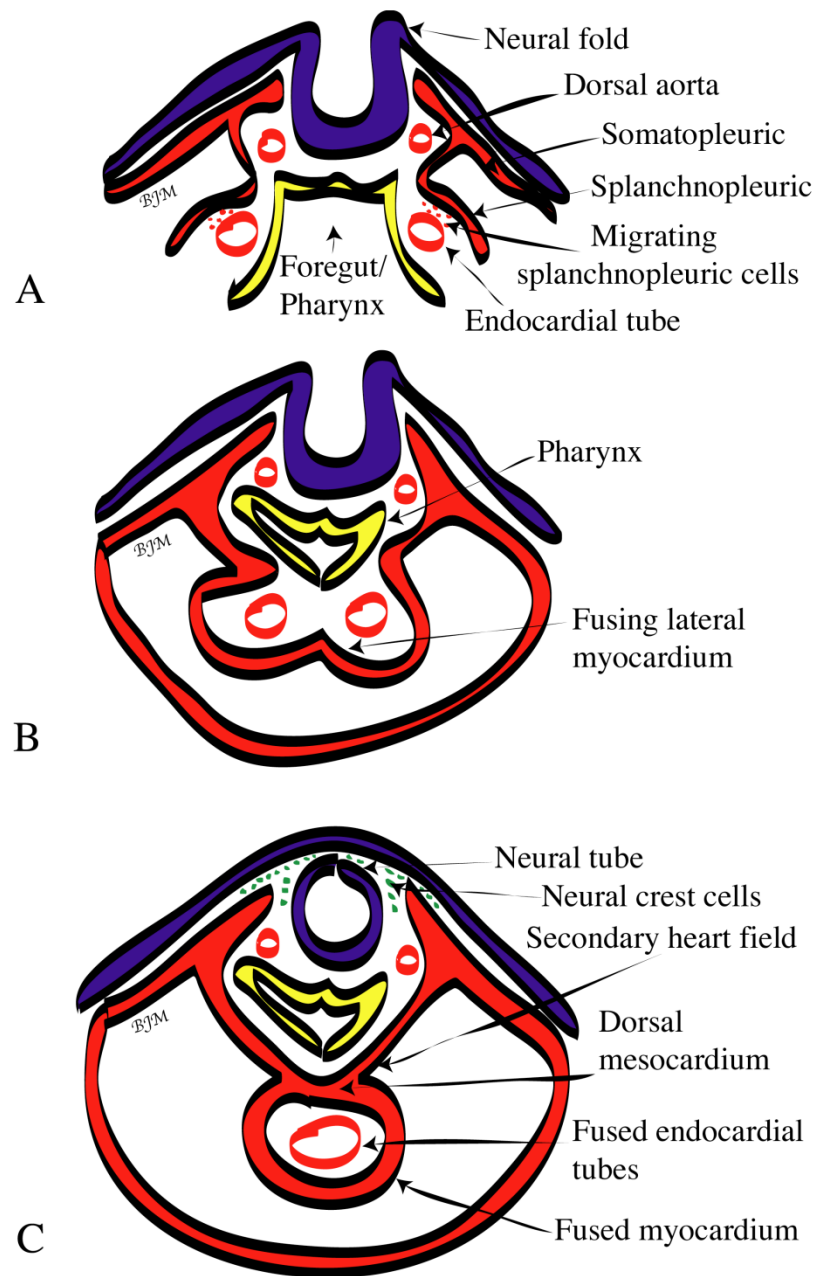 Neural fold
Dorsal aorta
Somatopleuric
Splanchnopleuric
Migrating
splanchnopleuric cells
Endocardial tube
Foregut/
Pharynx
BJM
A
Pharynx
Fusing lateral
myocardium
BJM
B
Neural tube
Neural crest cells
Secondary heart field
Dorsal
mesocardium
Fused endocardial
tubes
Fused myocardium
BJM
C